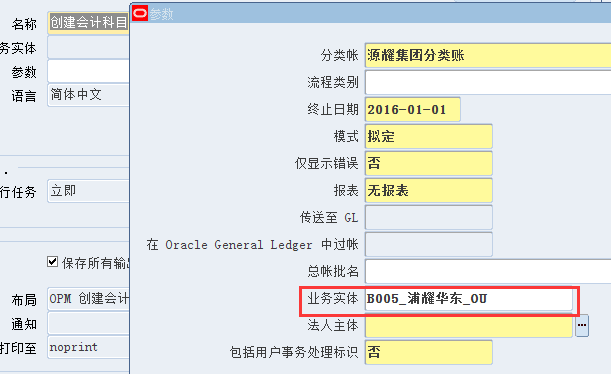 参数
名称 创建会计科目
务实体
参数
语言 简体中文
行任务 立即
保存所有输出
布局 OPM 创建会计
通知
打印至 noprint
分类帐 源耀集团分类账
流程类别
终止日期 2016-01-01
模式 拟定
仅显示错误 否
报表 无报表
传送至 GL
在 Oracle General Ledger 中过帐
总帐批名
业务实体 B005_浦耀华东_OU
法人主体 ...
包括用户事务处理标识 否